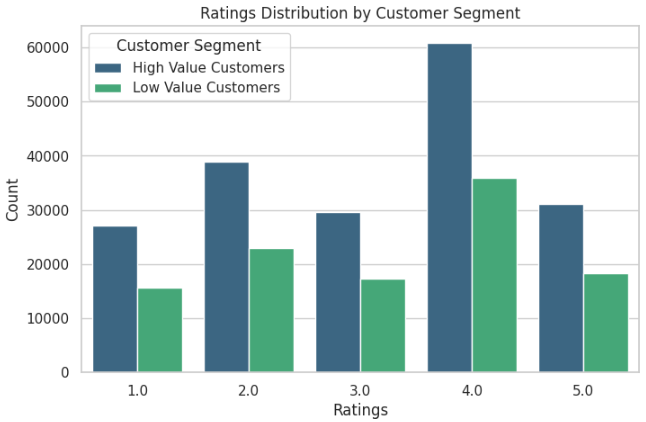 Ratings Distribution by Customer Segment
Customer Segment
High Value Customers
Low Value Customers
Count
60000
50000
40000
30000
20000
10000
0
1.0 2.0 3.0 4.0 5.0
Ratings